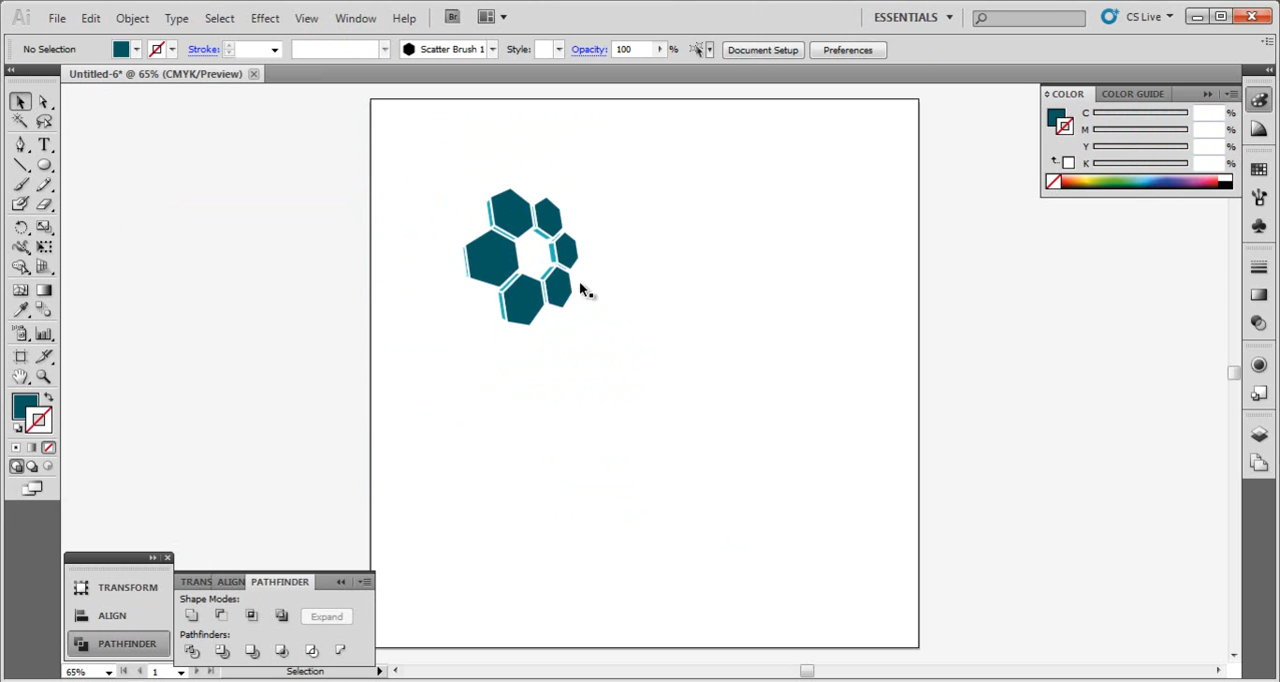 Ai File Edit Object Type Select Effect View Window Help Br ESSENTIALS CS Live
No Selection Stroke: Scatter Brush 1 Style: Opacity: 100 % Document Setup Preferences
Untitled-6* @ 65% (CMYK/Preview)
COLOR COLOR GUIDE
C %
M %
Y %
K %
T
TRANSFORM
ALIGN
PATHFINDER
TRANS ALIGN PATHFINDER
Shape Modes:
Expand
Pathfinders:
65% 1 Selection